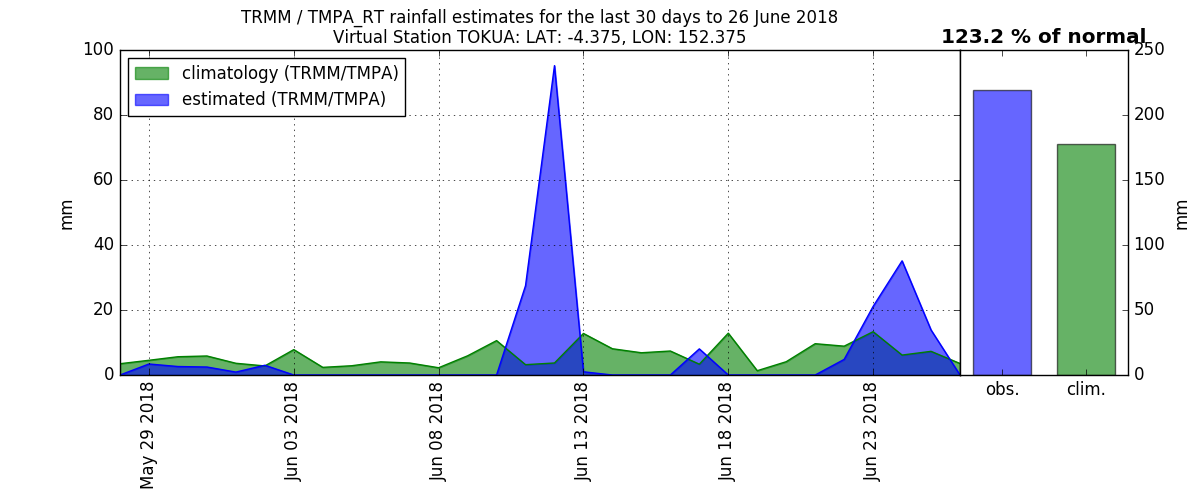 TRMM / TMPA_RT rainfall estimates for the last 30 days to 26 June 2018
Virtual Station TOKUA: LAT: -4.375, LON: 152.375
123.2 % of normal
climatology (TRMM/TMPA)
estimated (TRMM/TMPA)
mm
100
80
60
40
20
0
May 29 2018
Jun 03 2018
Jun 08 2018
Jun 13 2018
Jun 18 2018
Jun 23 2018
250
200
150
100
50
0
mm
obs.
clim.